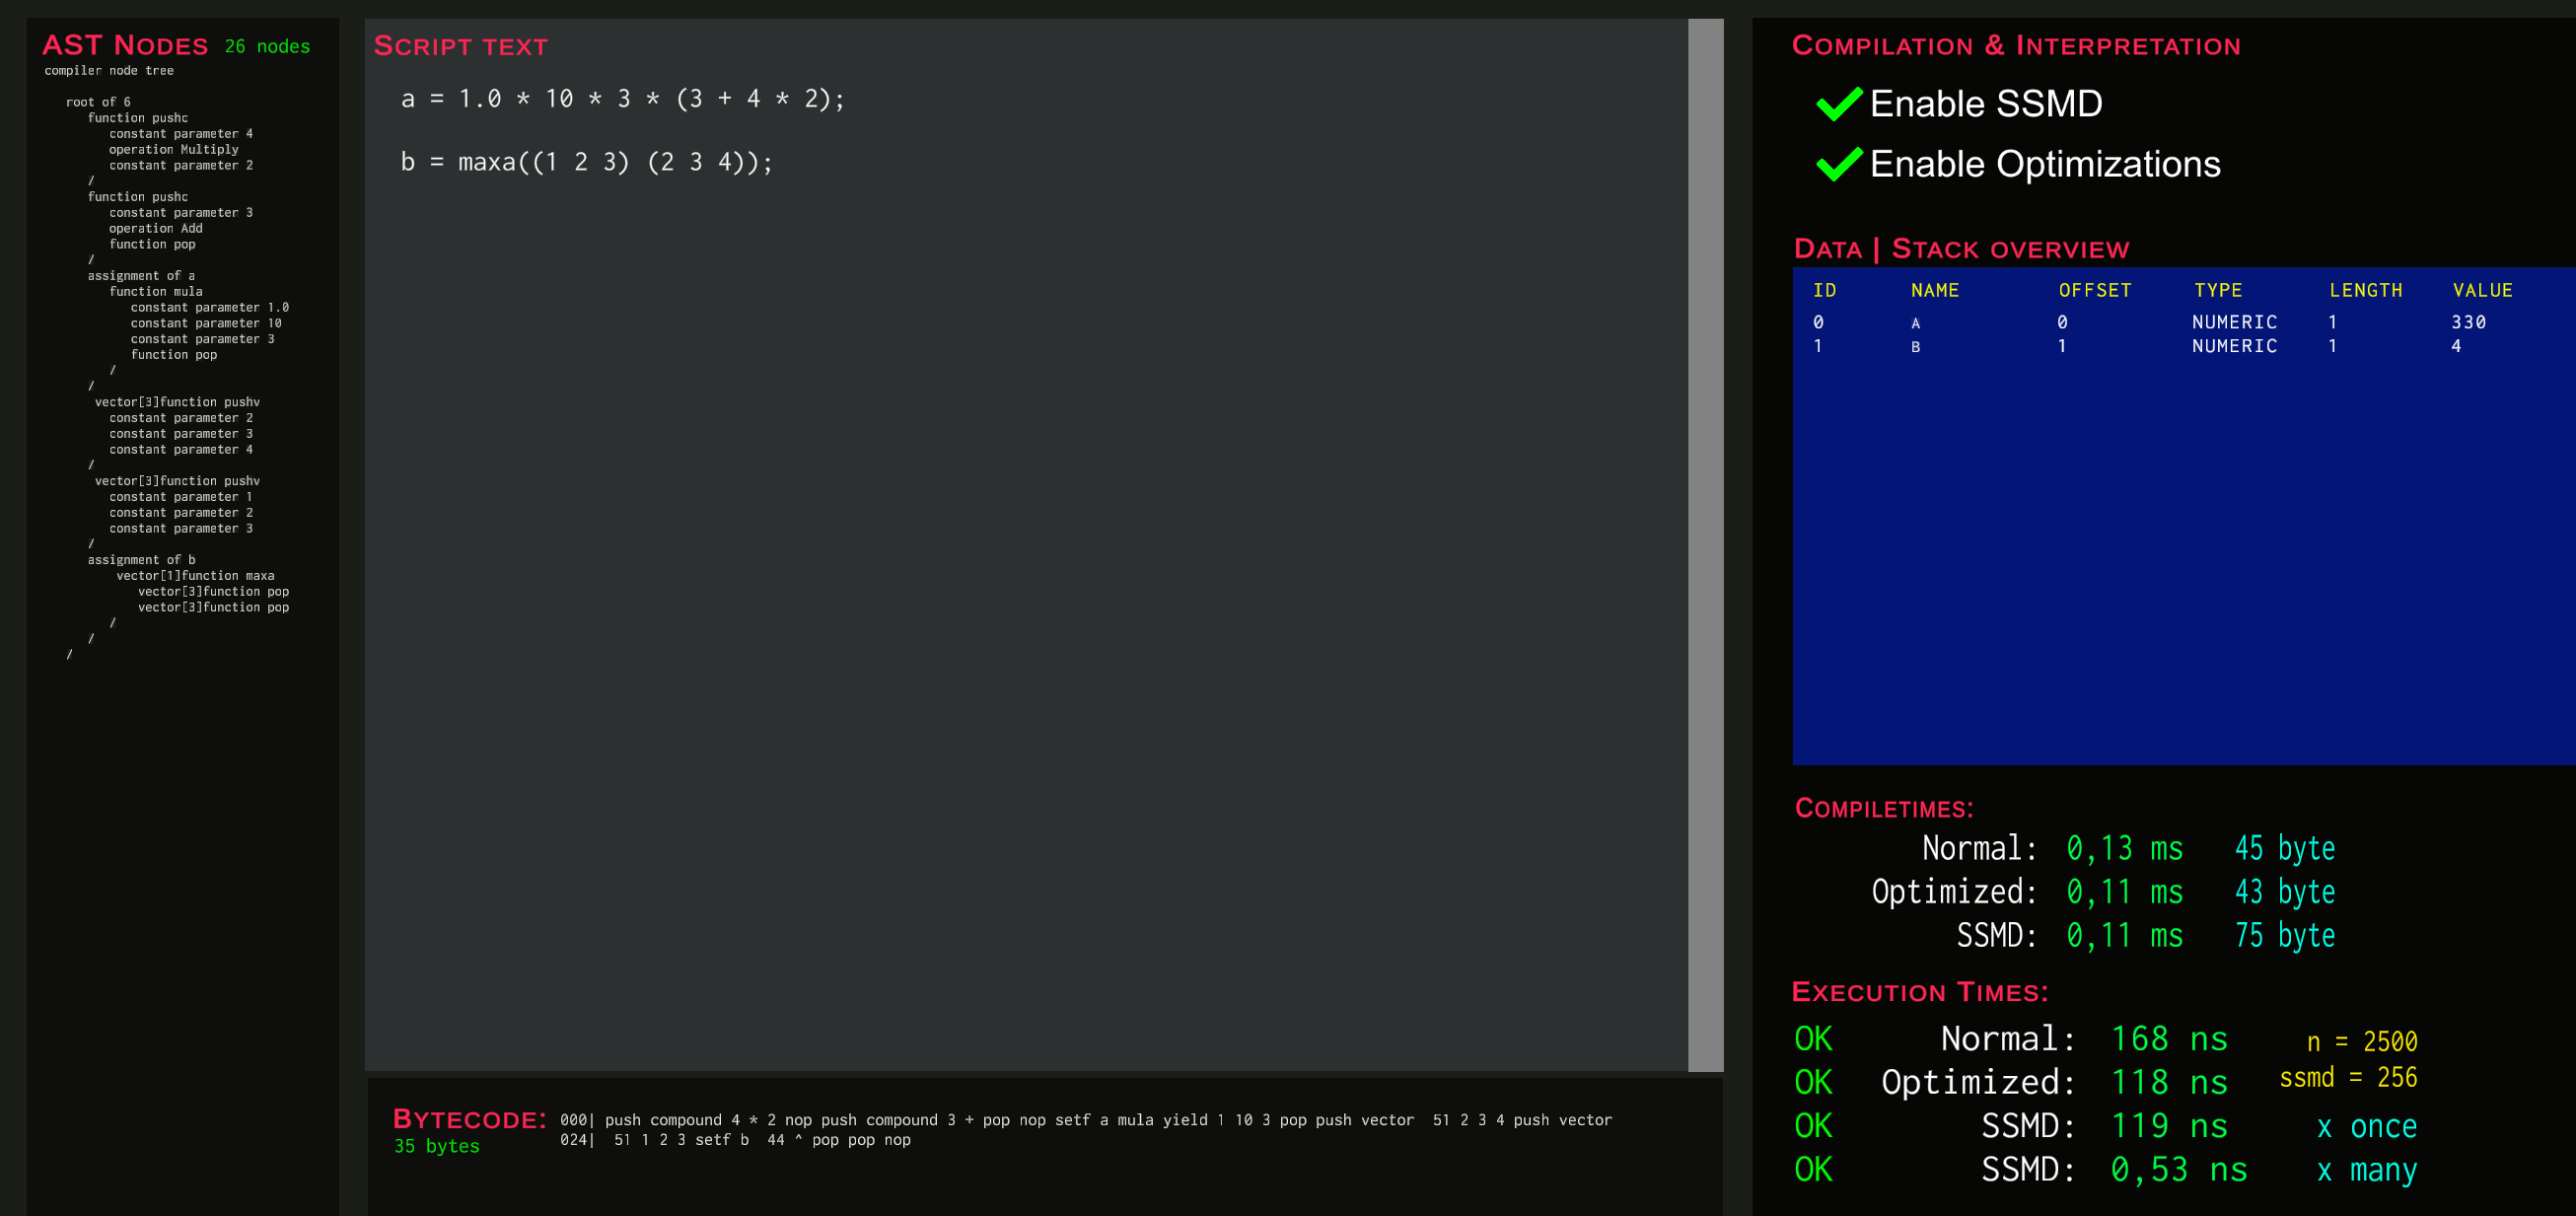 AST Nodes 26 nodes
compiler node tree
root of 6
function pushc
constant parameter 4
operation Multiply
constant parameter 2
/
function pushc
constant parameter 3
operation Add
function pop
/
assignment of a
function mula
constant parameter 1.0
constant parameter 10
constant parameter 3
function pop
/
/
vector[3]function pushv
constant parameter 2
constant parameter 3
constant parameter 4
/
vector[3]function pushv
constant parameter 1
constant parameter 2
constant parameter 3
/
assignment of b
vector[1]function maxa
vector[3]function pop
vector[3]function pop
/
/
/
Script text
a = 1.0 * 10 * 3 * (3 + 4 * 2);
b = maxa((1 2 3) (2 3 4));
Bytecode:
35 bytes
000| push compound 4 * 2 nop push compound 3 + pop nop setf a mula yield 1 10 3 pop push vector  51 2 3 4 push vector
024|  51 1 2 3 setf b  44 ^ pop pop nop
Compilation & Interpretation
Enable SSMD
Enable Optimizations
Data | Stack overview
ID NAME OFFSET TYPE LENGTH VALUE
0 A 0 NUMERIC 1 330
1 B 1 NUMERIC 1 4
Compiletimes:
Normal: 0,13 ms 45 byte
Optimized: 0,11 ms 43 byte
SSMD: 0,11 ms 75 byte
Execution Times:
OK Normal: 168 ns n = 2500
OK Optimized: 118 ns ssmd = 256
OK SSMD: 119 ns x once
OK SSMD: 0,53 ns x many